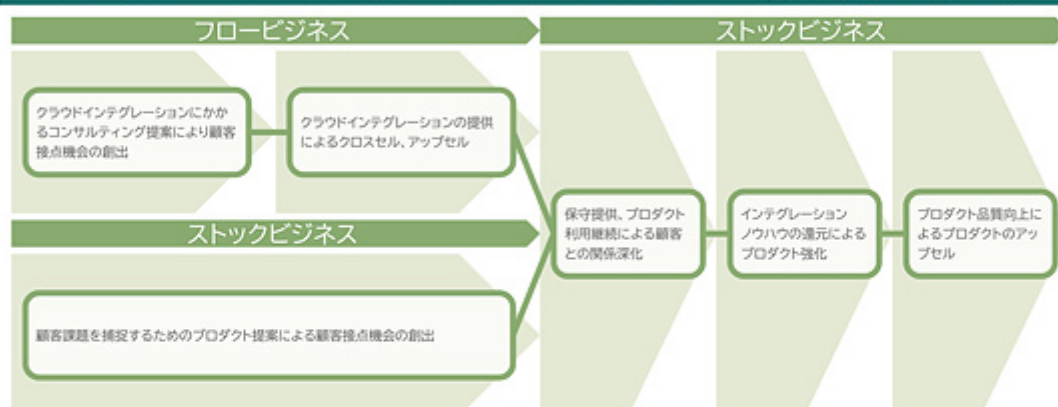 フロービジネス
ストックビジネス
クラウドインテグレーションにかか
るコンサルティング提案により顧客
接点機会の創出
クラウドインテグレーションの提供
によるクロスセル、アップセル
ストックビジネス
顧客課題を捕捉するためのプロダクト提案による顧客接点機会の創出
保守提供、プロダクト
利用継続による顧客
との関係深化
インテグレーション
ノウハウの還元による
プロダクト強化
プロダクト品質向上に
よるプロダクトのアッ
プセル